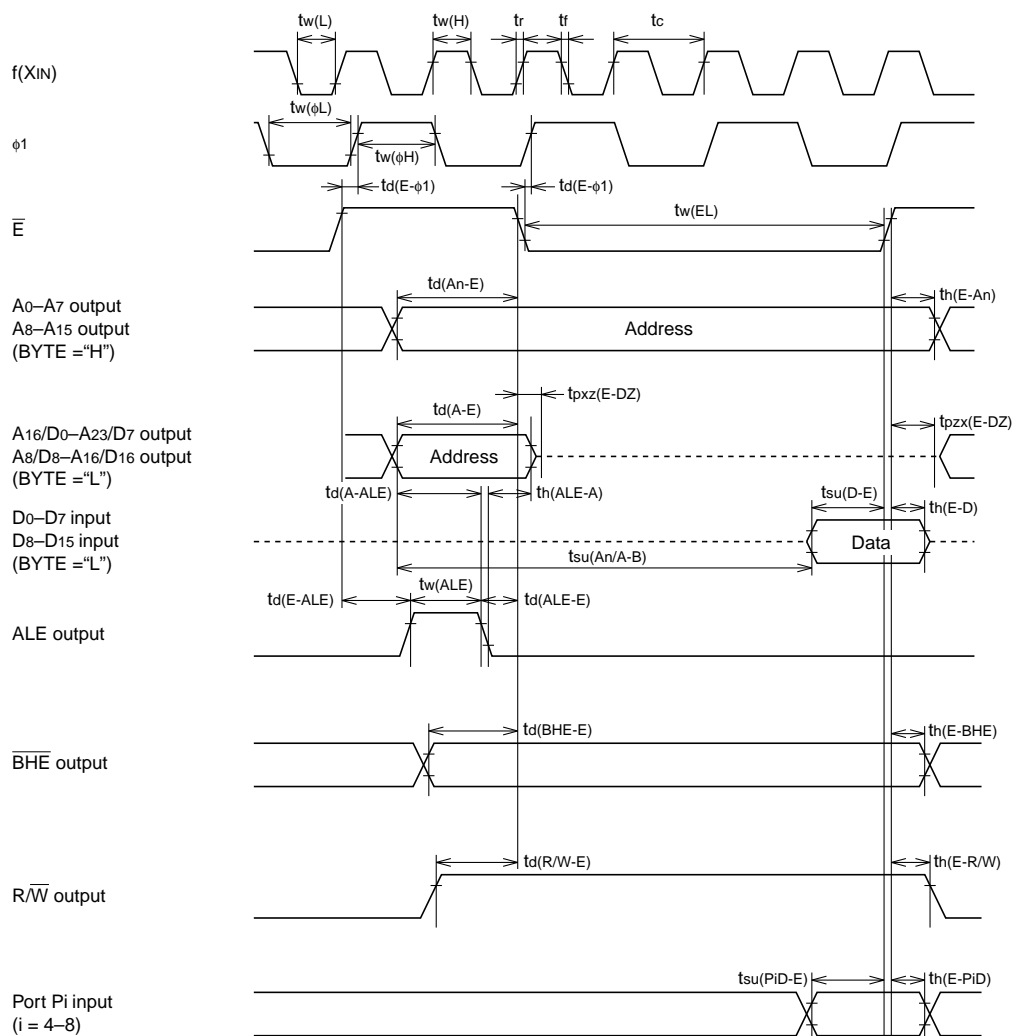 tw(L) tw(H) tr tf tc
f(XIN)
tw(φL)
φ1
tw(φH)
td(E-φ1) td(E-φ1)
tw(EL)
E
td(An-E) th(E-An)
A0–A7 output
A8–A15 output
(BYTE =“H”)
Address
tpxz(E-DZ)
td(A-E) tpzx(E-DZ)
A16/D0–A23/D7 output
A8/D8–A16/D16 output
(BYTE =“L”)
Address
td(A-ALE) th(ALE-A) tsu(D-E) th(E-D)
D0–D7 input
D8–D15 input
(BYTE =“L”)
Data
tsu(An/A-B)
tw(ALE)
td(E-ALE) td(ALE-E)
ALE output
td(BHE-E) th(E-BHE)
BHE output
td(R/W-E) th(E-R/W)
R/W output
tsu(PiD-E) th(E-PiD)
Port Pi input
(i = 4–8)